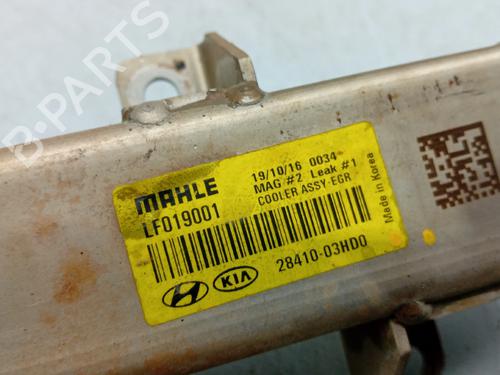 B-PARTS
MAHLE
LF019001
19/10/16 0034
MAG #2 Leak #1
COOLER ASSY-EGR
Made in Korea
KIA
28410-03HD0